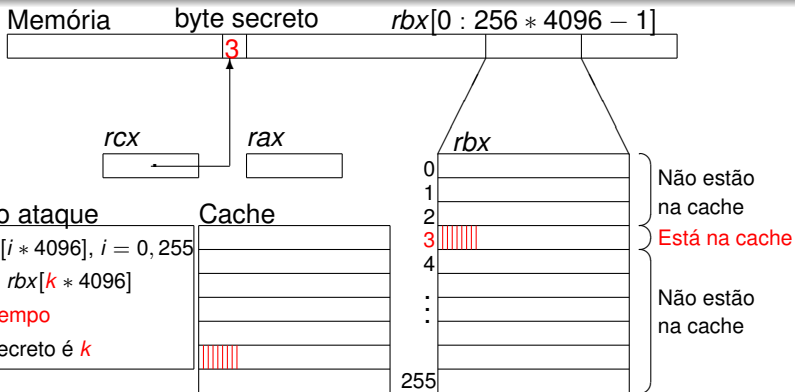 Memória
byte secreto
rbx[0 : 256 ∗ 4096 − 1]
3
rcx
rax
rbx
0
1
2
3
4
⋮
255
Não estão
na cache
Está na cache
Não estão
na cache
o ataque
[i ∗ 4096], i = 0, 255
rbx[k ∗ 4096]
empo
ecreto é k
Cache